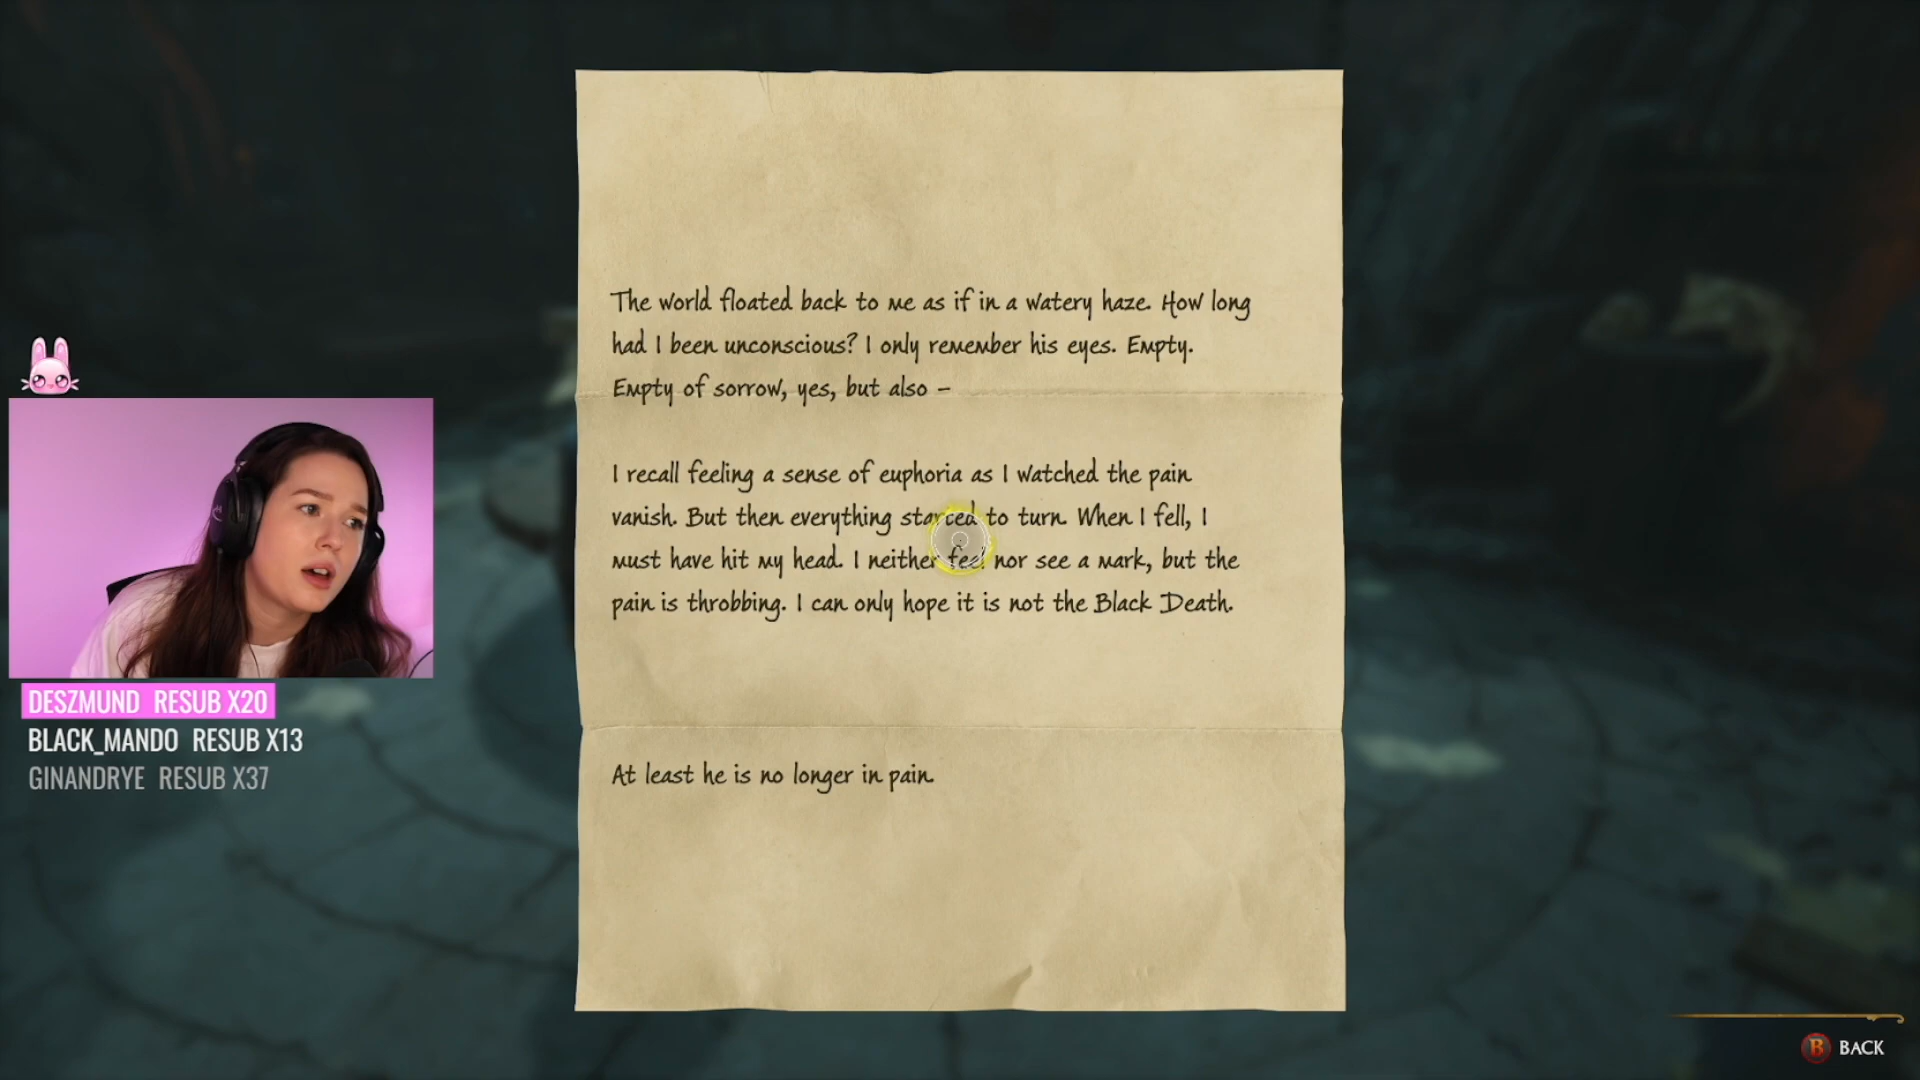 The world floated back to me as if in a watery haze. How long
had I been unconscious? I only remember his eyes. Empty.
Empty of sorrow, yes, but also –
I recall feeling a sense of euphoria as I watched the pain
vanish. But then everything started to turn. When I fell, I
must have hit my head. I neither feel nor see a mark, but the
pain is throbbing. I can only hope it is not the Black Death.
At least he is no longer in pain.
DESZMUND RESUB X20
BLACK_MANDO RESUB X13
GINANDRYE RESUB X37
B BACK